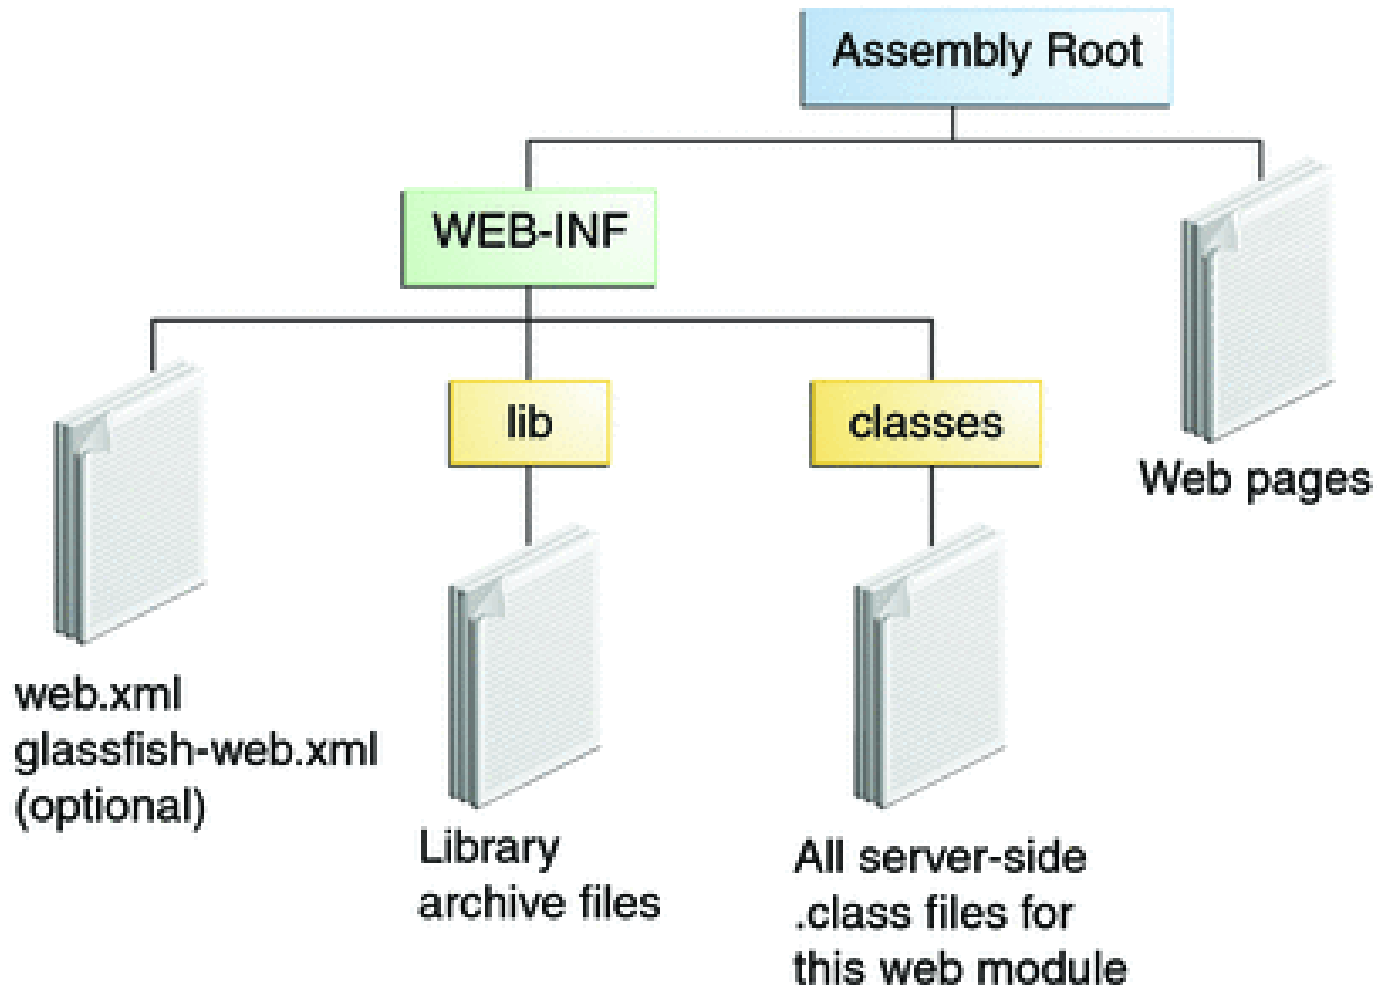 Assembly Root
WEB-INF
lib
classes
Web pages
web.xml
glassfish-web.xml
(optional)
Library
archive files
All server-side
.class files for
this web module